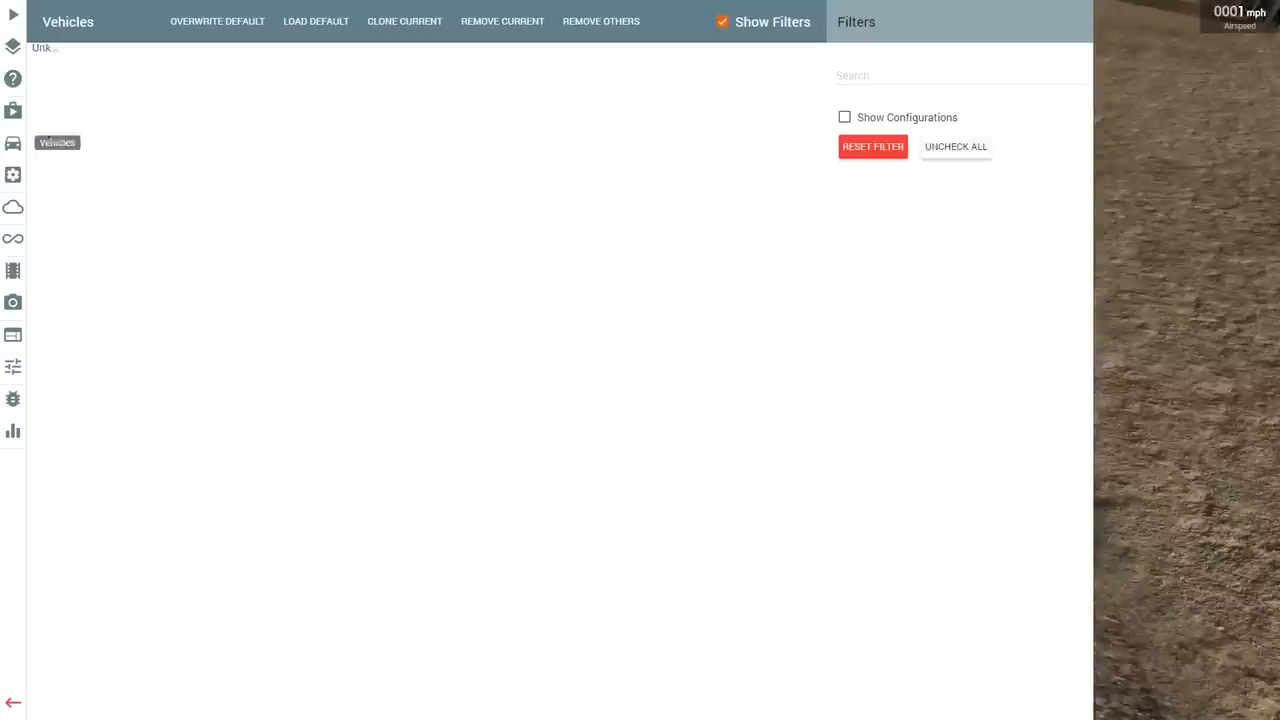 Vehicles OVERWRITE DEFAULT LOAD DEFAULT CLONE CURRENT REMOVE CURRENT REMOVE OTHERS Show Filters Filters 0001 mph
Airspeed
Unk...
Search
Show Configurations
Vehicles
RESET FILTER UNCHECK ALL